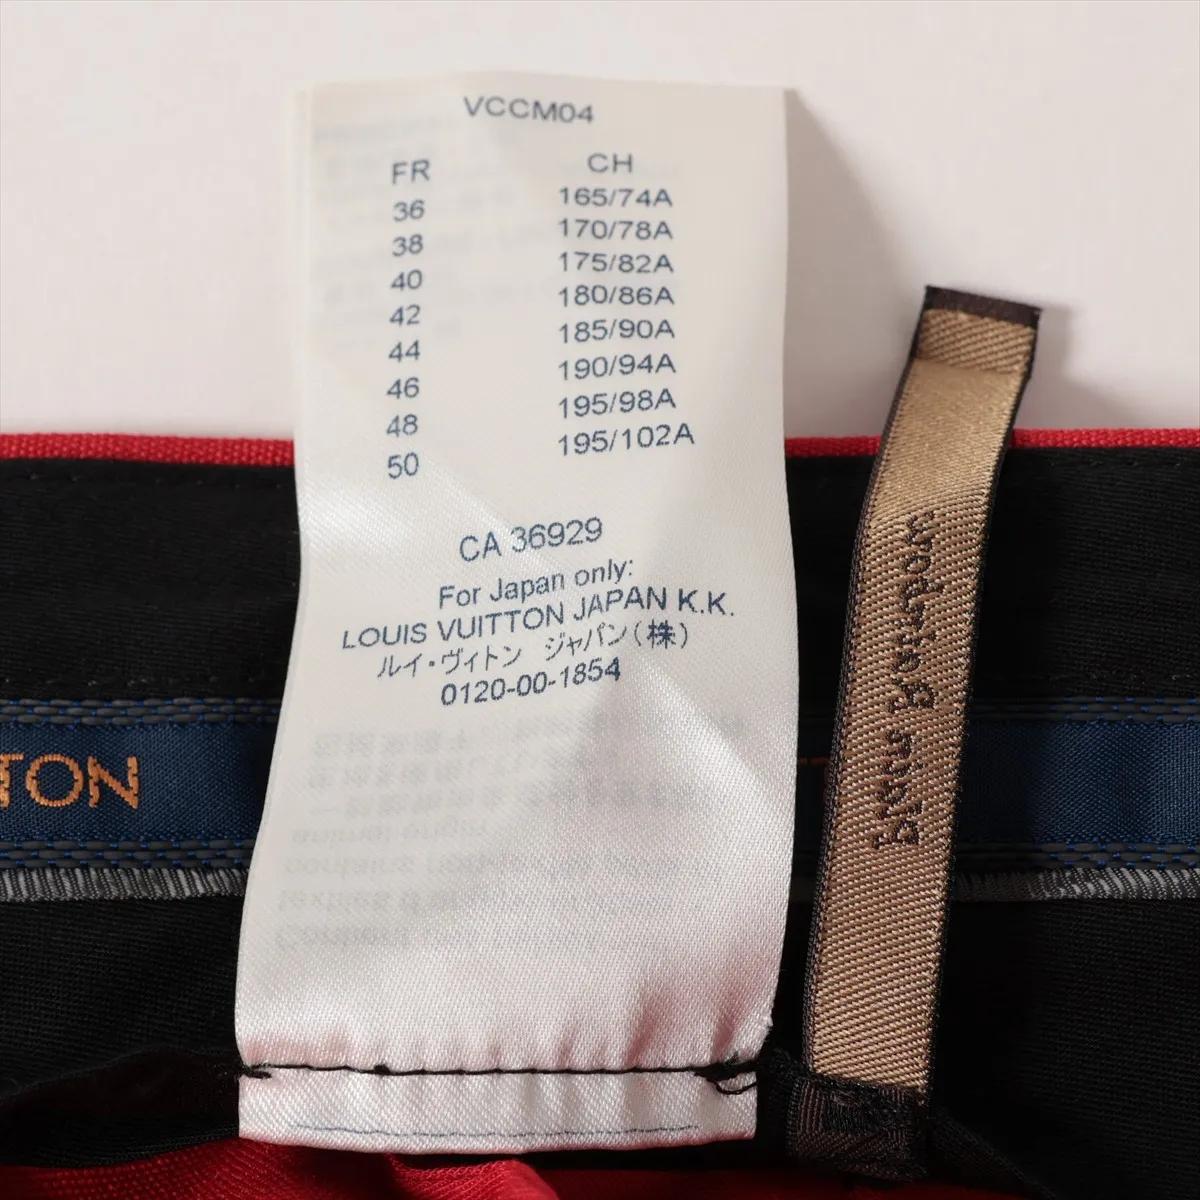 VCCM04
FR CH
36 165/74A
38 170/78A
40 175/82A
42 180/86A
44 185/90A
46 190/94A
48 195/98A
50 195/102A
CA 36929
For Japan only:
LOUIS VUITTON JAPAN K.K.
ルイ・ヴィトン ジャパン(株)
0120-00-1854
TON